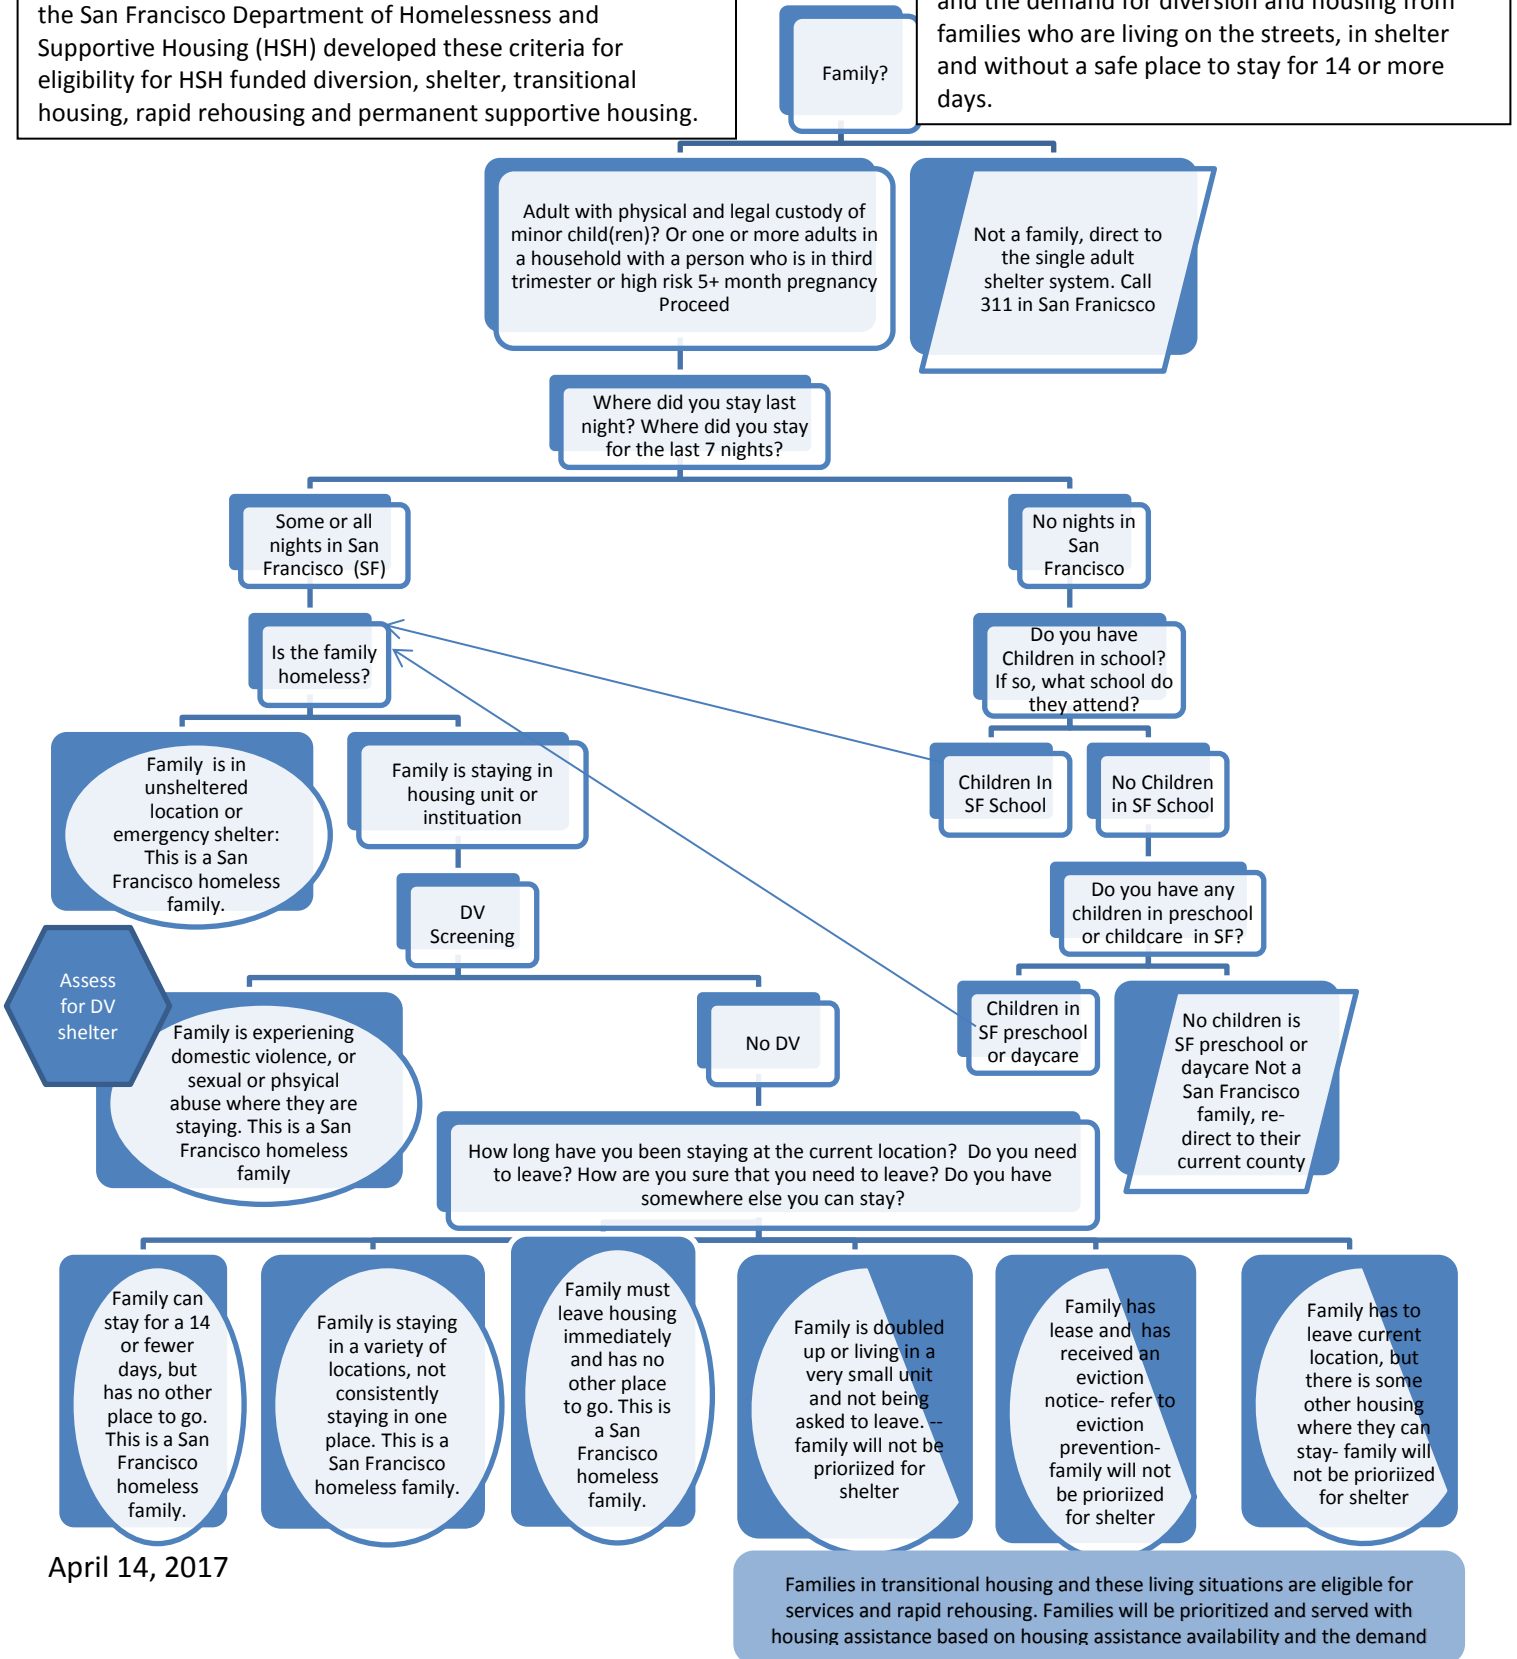 the San Francisco Department of Homelessness and
Supportive Housing (HSH) developed these criteria for
eligibility for HSH funded diversion, shelter, transitional
housing, rapid rehousing and permanent supportive housing.
Family?
and the demand for diversion and housing from
families who are living on the streets, in shelter
and without a safe place to stay for 14 or more
days.
Adult with physical and legal custody of
minor child(ren)? Or one or more adults in
a household with a person who is in third
trimester or high risk 5+ month pregnancy
Proceed
Not a family, direct to
the single adult
shelter system. Call
311 in San Franicsco
Where did you stay last
night? Where did you stay
for the last 7 nights?
Some or all
nights in San
Francisco (SF)
No nights in
San
Francisco
Is the family
homeless?
Do you have
Children in school?
If so, what school do
they attend?
Family is in
unsheltered
location or
emergency shelter:
This is a San
Francisco homeless
family.
Family is staying in
housing unit or
instituation
Children In
SF School
No Children
in SF School
DV
Screening
Do you have any
children in preschool
or childcare in SF?
Assess
for DV
shelter
Family is experiening
domestic violence, or
sexual or phsyical
abuse where they are
staying. This is a San
Francisco homeless
family
No DV
Children in
SF preschool
or daycare
No children is
SF preschool or
daycare Not a
San Francisco
family, re-
direct to their
current county
How long have you been staying at the current location? Do you need
to leave? How are you sure that you need to leave? Do you have
somewhere else you can stay?
Family can
stay for a 14
or fewer
days, but
has no other
place to go.
This is a San
Francisco
homeless
family.
Family is staying
in a variety of
locations, not
consistently
staying in one
place. This is a
San Francisco
homeless family.
Family must
leave housing
immediately
and has no
other place
to go. This is
a San
Francisco
homeless
family.
Family is doubled
up or living in a
very small unit
and not being
asked to leave. --
family will not be
prioriized for
shelter
Family has
lease and has
received an
eviction
notice- refer to
eviction
prevention-
family will not
be prioriized
for shelter
Family has to
leave current
location, but
there is some
other housing
where they can
stay- family will
not be prioriized
for shelter
April 14, 2017
Families in transitional housing and these living situations are eligible for
services and rapid rehousing. Families will be prioritized and served with
housing assistance based on housing assistance availability and the demand